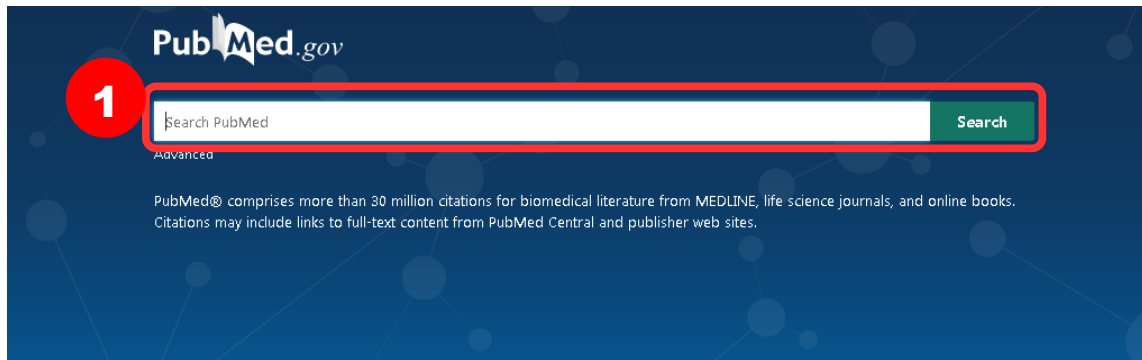 PubMed.gov
1
Search PubMed
Search
Advanced
PubMed® comprises more than 30 million citations for biomedical literature from MEDLINE, life science journals, and online books.
Citations may include links to full-text content from PubMed Central and publisher web sites.